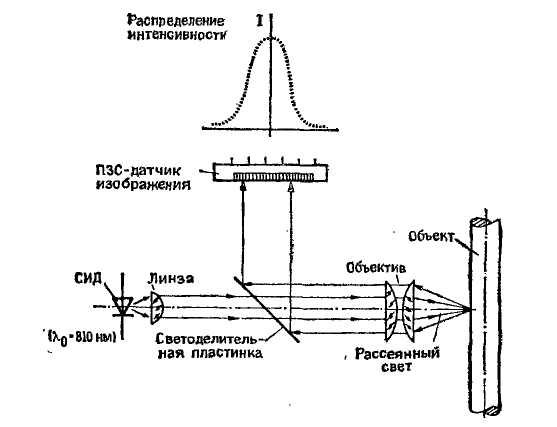 Распределение
интенсивности
I
ПЗС-датчик
изображения
Объект
Объектив
СИД
Линза
(λ₀=810 нм)
Светоделитель-
ная пластинка
Рассеянный
свет